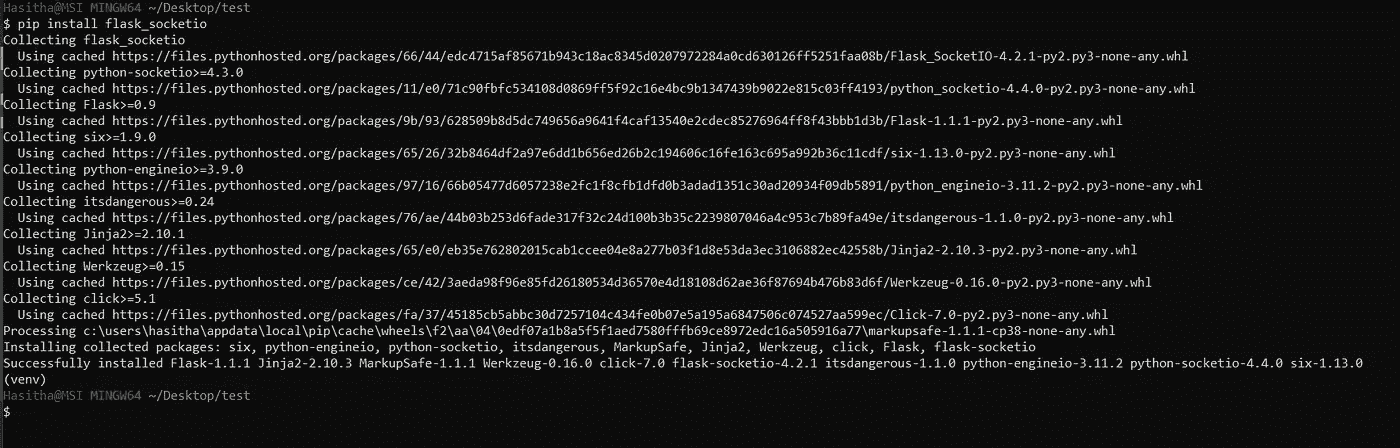 Hasitha@MSI MINGW64 ~/Desktop/test
$ pip install flask_socketio
Collecting flask_socketio
  Using cached https://files.pythonhosted.org/packages/66/44/edc4715af85671b943c18ac8345d0207972284a0cd630126ff5251faa08b/Flask_SocketIO-4.2.1-py2.py3-none-any.whl
Collecting python-socketio>=4.3.0
  Using cached https://files.pythonhosted.org/packages/11/e0/71c90fbfc534108d0869ff5f92c16e4bc9b1347439b9022e815c03ff4193/python_socketio-4.4.0-py2.py3-none-any.whl
Collecting Flask>=0.9
  Using cached https://files.pythonhosted.org/packages/9b/93/628509b8d5dc749656a9641f4caf13540e2cdec85276964ff8f43bbb1d3b/Flask-1.1.1-py2.py3-none-any.whl
Collecting six>=1.9.0
  Using cached https://files.pythonhosted.org/packages/65/26/32b8464df2a97e6dd1b656ed26b2c194606c16fe163c695a992b36c11cdf/six-1.13.0-py2.py3-none-any.whl
Collecting python-engineio>=3.9.0
  Using cached https://files.pythonhosted.org/packages/97/16/66b05477d6057238e2fc1f8cfb1dfd0b3adad1351c30ad20934f09db5891/python_engineio-3.11.2-py2.py3-none-any.whl
Collecting itsdangerous>=0.24
  Using cached https://files.pythonhosted.org/packages/76/ae/44b03b253d6fade317f32c24d100b3b35c2239807046a4c953c7b89fa49e/itsdangerous-1.1.0-py2.py3-none-any.whl
Collecting Jinja2>=2.10.1
  Using cached https://files.pythonhosted.org/packages/65/e0/eb35e762802015cab1ccee04e8a277b03f1d8e53da3ec3106882ec42558b/Jinja2-2.10.3-py2.py3-none-any.whl
Collecting Werkzeug>=0.15
  Using cached https://files.pythonhosted.org/packages/ce/42/3aeda98f96e85fd26180534d36570e4d18108d62ae36f87694b476b83d6f/Werkzeug-0.16.0-py2.py3-none-any.whl
Collecting click>=5.1
  Using cached https://files.pythonhosted.org/packages/fa/37/45185cb5abbc30d7257104c434fe0b07e5a195a6847506c074527aa599ec/Click-7.0-py2.py3-none-any.whl
Processing c:\users\hasitha\appdata\local\pip\cache\wheels\f2\aa\04\0edf07a1b8a5f5f1aed7580fffb69ce8972edc16a505916a77\markupsafe-1.1.1-cp38-none-any.whl
Installing collected packages: six, python-engineio, python-socketio, itsdangerous, MarkupSafe, Jinja2, Werkzeug, click, Flask, flask-socketio
Successfully installed Flask-1.1.1 Jinja2-2.10.3 MarkupSafe-1.1.1 Werkzeug-0.16.0 click-7.0 flask-socketio-4.2.1 itsdangerous-1.1.0 python-engineio-3.11.2 python-socketio-4.4.0 six-1.13.0
(venv)
Hasitha@MSI MINGW64 ~/Desktop/test
$